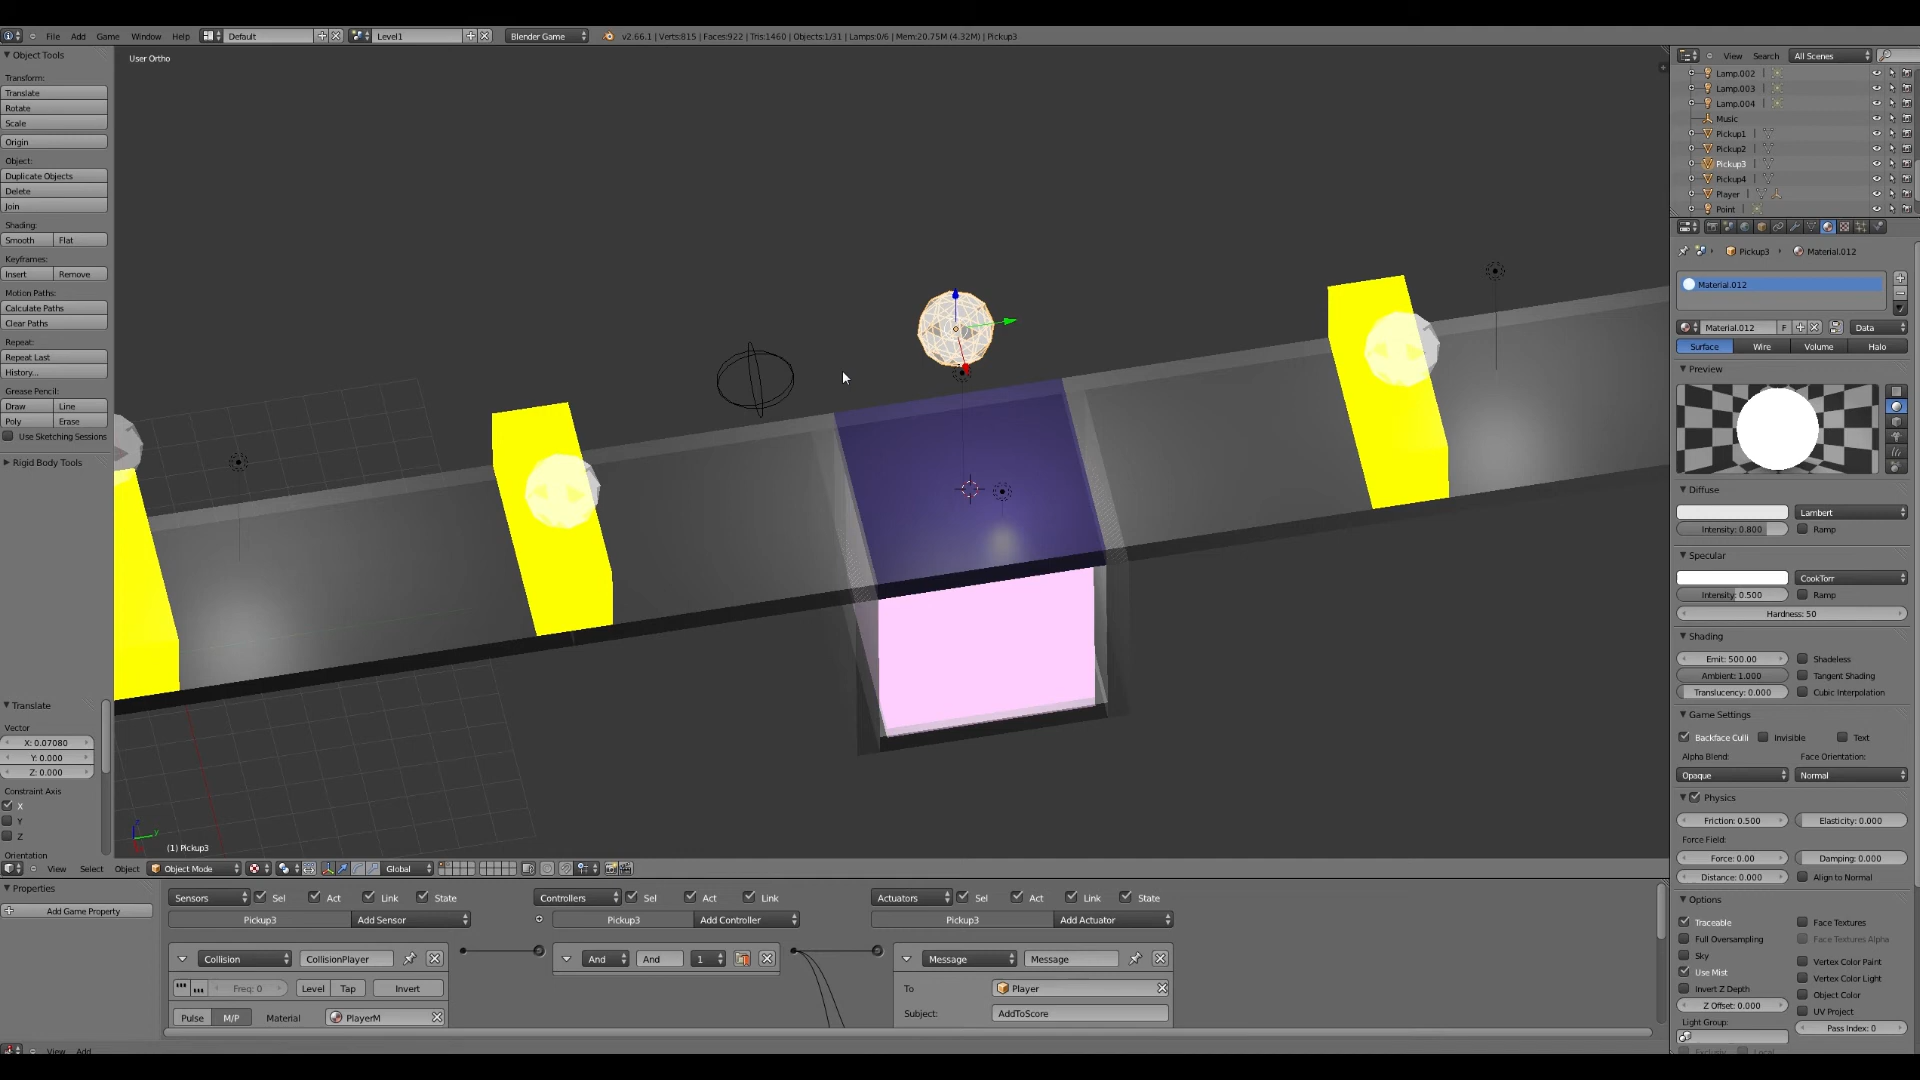 File Add Game Window Help Default Level1 Blender Game v2.66.1 | Verts:815 | Faces:922 | Tris:1460 | Objects:1/31 | Lamps:0/6 | Mem:20.75M (4.32M) | Pickup3
Object Tools
User Ortho
View Search All Scenes
Transform:
Translate
Rotate
Scale
Origin
Object:
Duplicate Objects
Delete
Join
Shading:
Smooth Flat
Keyframes:
Insert Remove
Motion Paths:
Calculate Paths
Clear Paths
Repeat:
Repeat Last
History...
Grease Pencil:
Draw Line
Poly Erase
Use Sketching Sessions
Rigid Body Tools
Translate
Vector
X: 0.07080
Y: 0.000
Z: 0.000
Constraint Axis
X
Y
Z
Orientation
(1) Pickup3
View Select Object Object Mode Global
Lamp.002
Lamp.003
Lamp.004
Music
Pickup1
Pickup2
Pickup3
Pickup4
Player
Point
Pickup3 Material.012
Material.012
Material.012 F Data
Surface Wire Volume Halo
Preview
Diffuse
Lambert
Intensity: 0.800 Ramp
Specular
CookTorr
Intensity: 0.500 Ramp
Hardness: 50
Shading
Emit: 500.00 Shadeless
Ambient: 1.000 Tangent Shading
Translucency: 0.000 Cubic Interpolation
Game Settings
Backface Culli Invisible Text
Alpha Blend: Face Orientation:
Opaque Normal
Physics
Friction: 0.500 Elasticity: 0.000
Force Field:
Force: 0.00 Damping: 0.000
Distance: 0.000 Align to Normal
Options
Traceable Face Textures
Full Oversampling Face Textures Alpha
Sky Vertex Color Paint
Use Mist Vertex Color Light
Invert Z Depth Object Color
Z Offset: 0.000 UV Project
Light Group: Pass Index: 0
Properties
Add Game Property
Sensors Sel Act Link State Controllers Sel Act Link Actuators Sel Act Link State
Pickup3 Add Sensor Pickup3 Add Controller Pickup3 Add Actuator
Collision CollisionPlayer And And 1 Message Message
Freq: 0 Level Tap Invert To Player
Pulse M/P Material PlayerM Subject: AddToScore
View Add